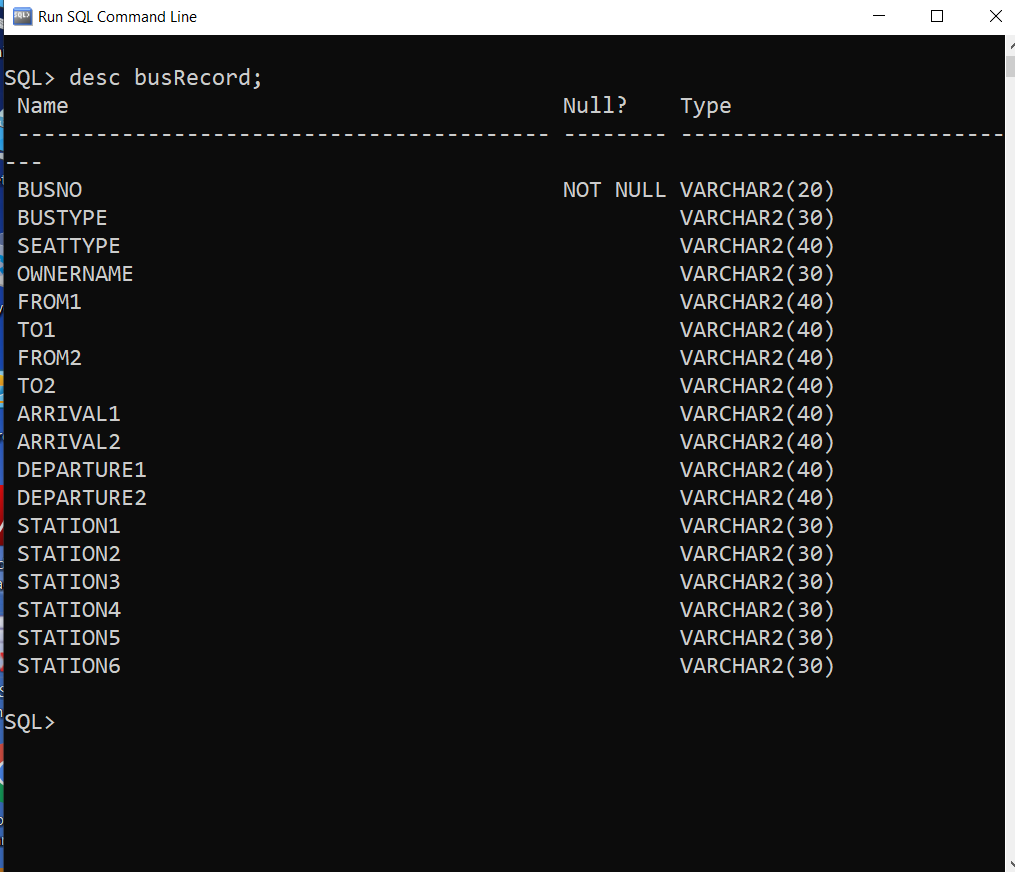 Run SQL Command Line
SQL> desc busRecord;
Name Null? Type
----------------------------------------- -------- -------------------------
---
BUSNO NOT NULL VARCHAR2(20)
BUSTYPE VARCHAR2(30)
SEATTYPE VARCHAR2(40)
OWNERNAME VARCHAR2(30)
FROM1 VARCHAR2(40)
TO1 VARCHAR2(40)
FROM2 VARCHAR2(40)
TO2 VARCHAR2(40)
ARRIVAL1 VARCHAR2(40)
ARRIVAL2 VARCHAR2(40)
DEPARTURE1 VARCHAR2(40)
DEPARTURE2 VARCHAR2(40)
STATION1 VARCHAR2(30)
STATION2 VARCHAR2(30)
STATION3 VARCHAR2(30)
STATION4 VARCHAR2(30)
STATION5 VARCHAR2(30)
STATION6 VARCHAR2(30)
SQL>